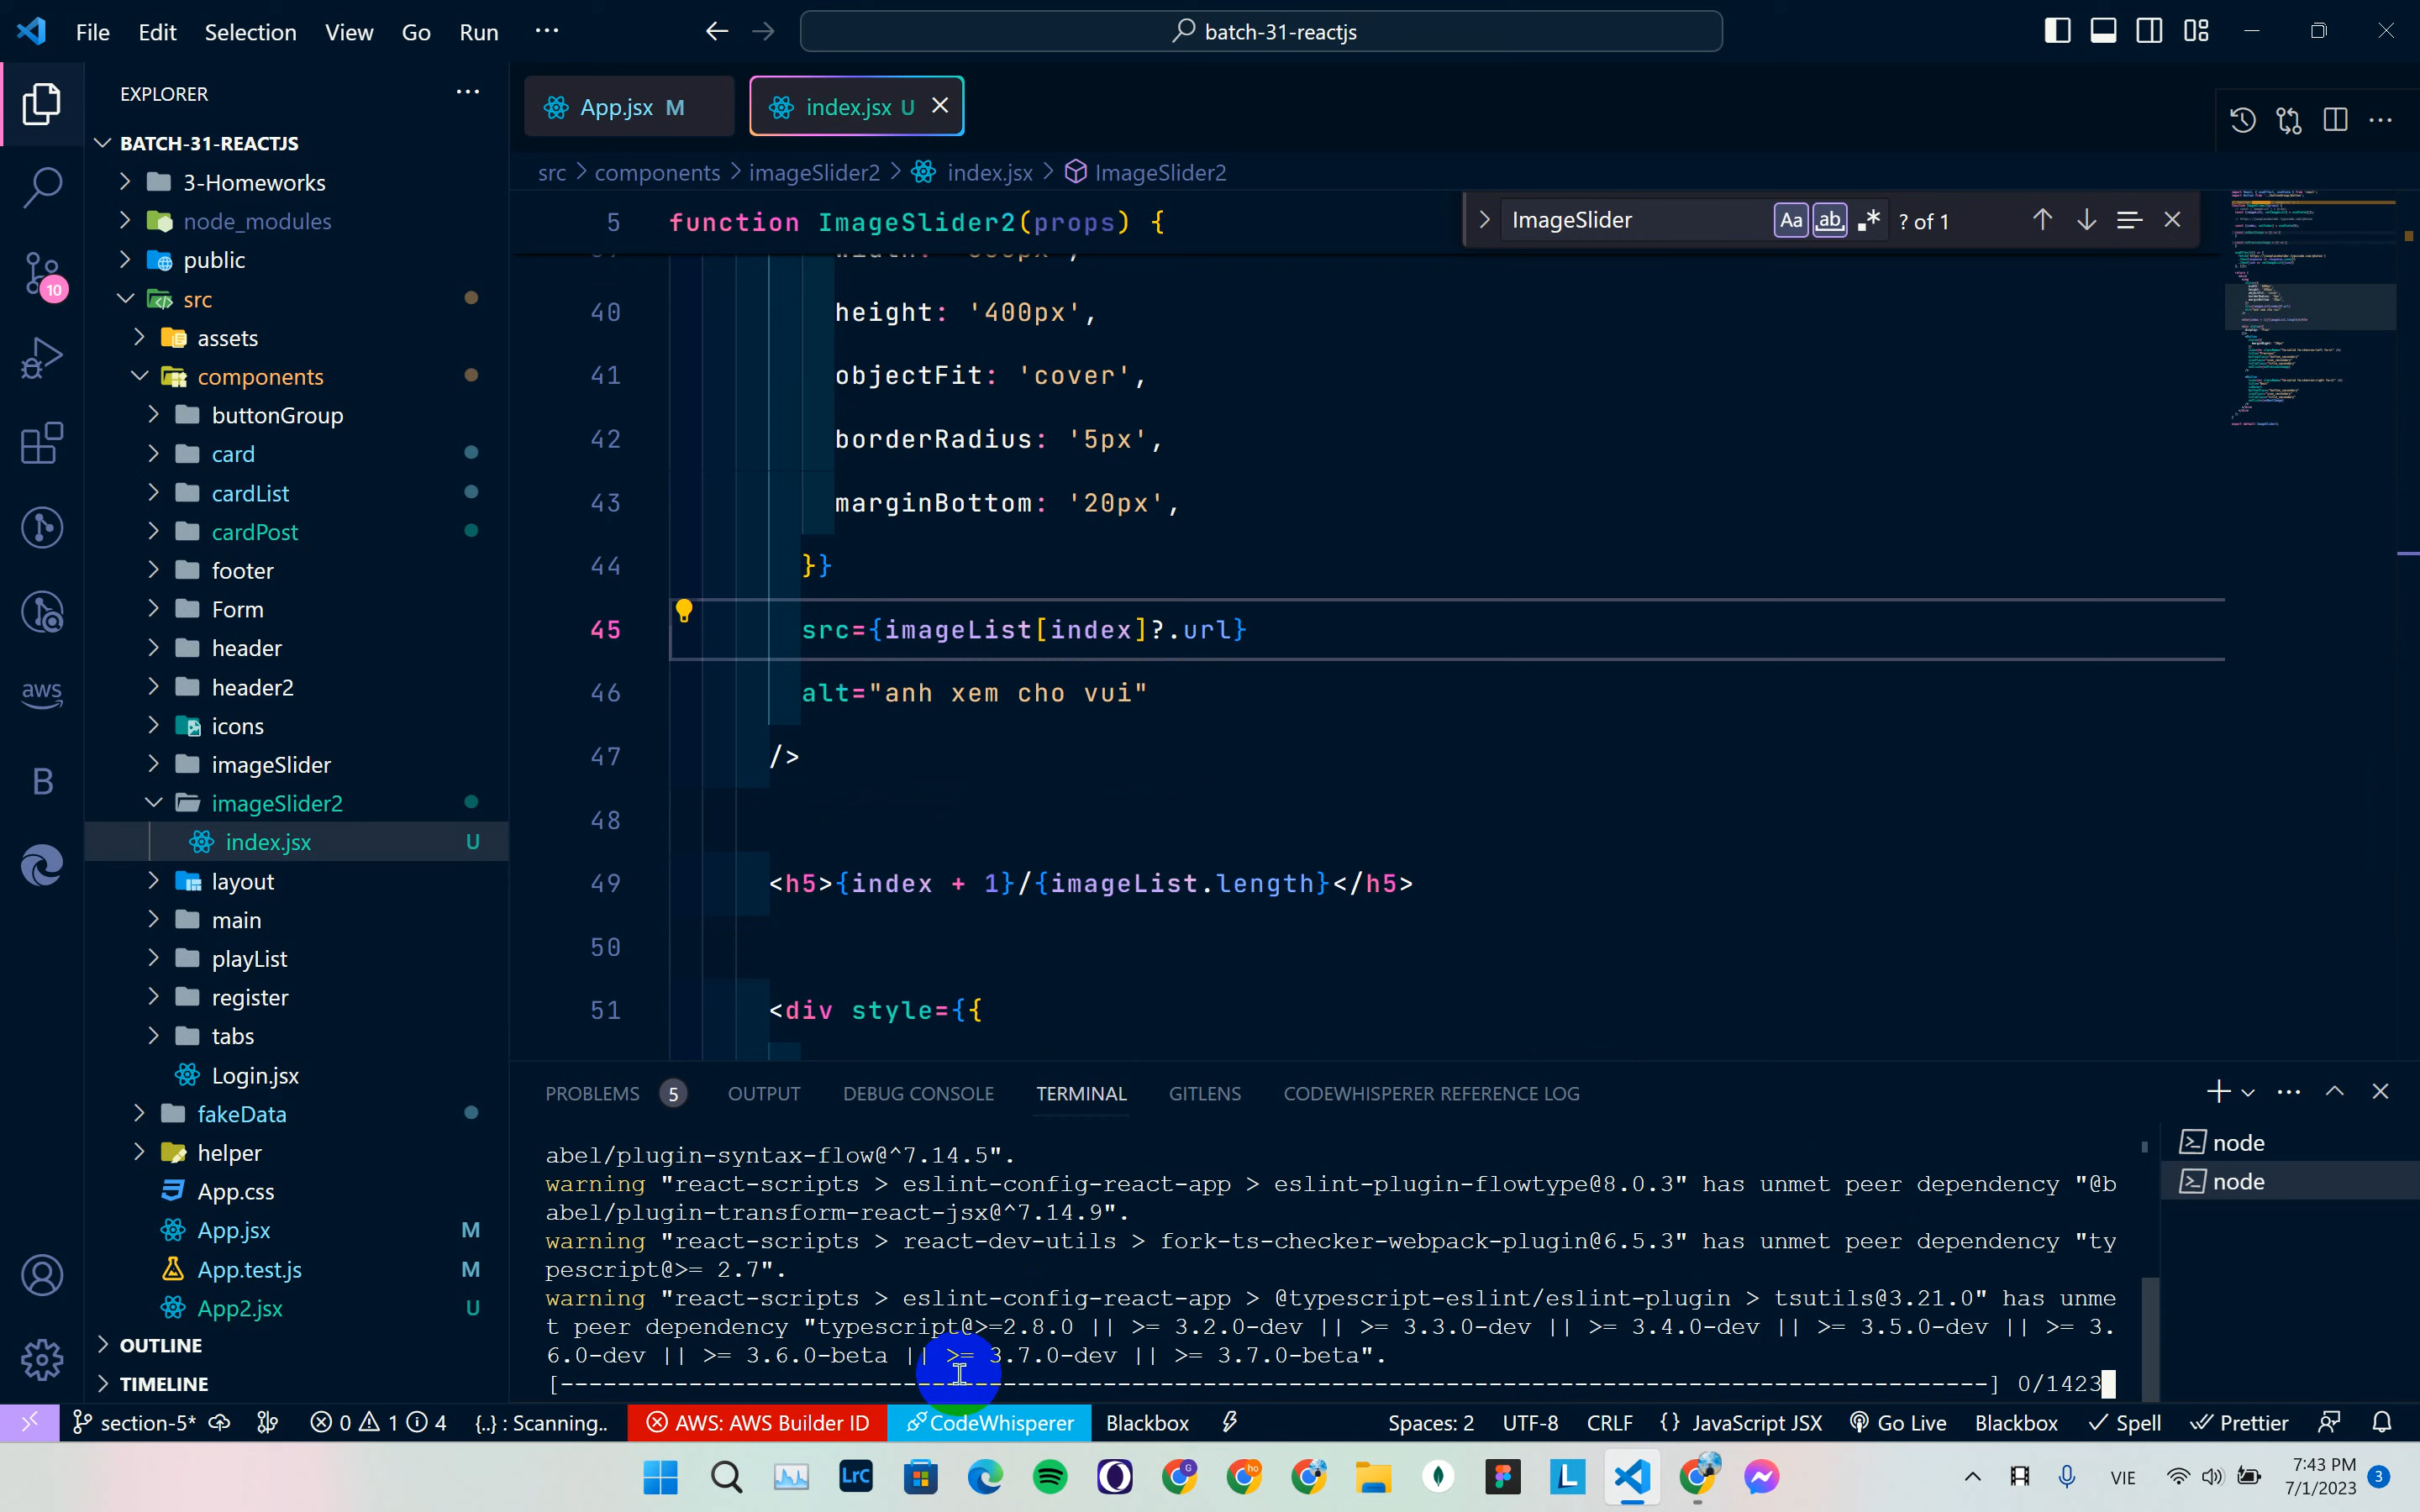 File Edit Selection View Go Run ···
batch-31-reactjs
EXPLORER
BATCH-31-REACTJS
3-Homeworks
node_modules
public
src
assets
components
buttonGroup
card
cardList
cardPost
footer
Form
header
header2
icons
imageSlider
imageSlider2
index.jsx U
layout
main
playList
register
tabs
Login.jsx
fakeData
helper
App.css
App.jsx M
App.test.js M
App2.jsx U
OUTLINE
TIMELINE
10
aws
B
App.jsx M
index.jsx U
src > components > imageSlider2 > index.jsx > ImageSlider2
ImageSlider Aa ab .* ? of 1
5 function ImageSlider2(props) {
40 height: '400px',
41 objectFit: 'cover',
42 borderRadius: '5px',
43 marginBottom: '20px',
44 }}
45 src={imageList[index]?.url}
46 alt="anh xem cho vui"
47 />
48
49 <h5>{index + 1}/{imageList.length}</h5>
50
51 <div style={{
PROBLEMS 5 OUTPUT DEBUG CONSOLE TERMINAL GITLENS CODEWHISPERER REFERENCE LOG
abel/plugin-syntax-flow@^7.14.5".
warning "react-scripts > eslint-config-react-app > eslint-plugin-flowtype@8.0.3" has unmet peer dependency "@b
abel/plugin-transform-react-jsx@^7.14.9".
warning "react-scripts > react-dev-utils > fork-ts-checker-webpack-plugin@6.5.3" has unmet peer dependency "ty
pescript@>= 2.7".
warning "react-scripts > eslint-config-react-app > @typescript-eslint/eslint-plugin > tsutils@3.21.0" has unme
t peer dependency "typescript@>=2.8.0 || >= 3.2.0-dev || >= 3.3.0-dev || >= 3.4.0-dev || >= 3.5.0-dev || >= 3.
6.0-dev || >= 3.6.0-beta || >= 3.7.0-dev || >= 3.7.0-beta".
[----------------------------------------------------------------------------------------------------] 0/1423
node
node
section-5* 0 1 4 {..} : Scanning.. AWS: AWS Builder ID CodeWhisperer Blackbox Spaces: 2 UTF-8 CRLF {} JavaScript JSX Go Live Blackbox Spell Prettier
LrC
G
ho
L
VIE
7:43 PM
7/1/2023
3